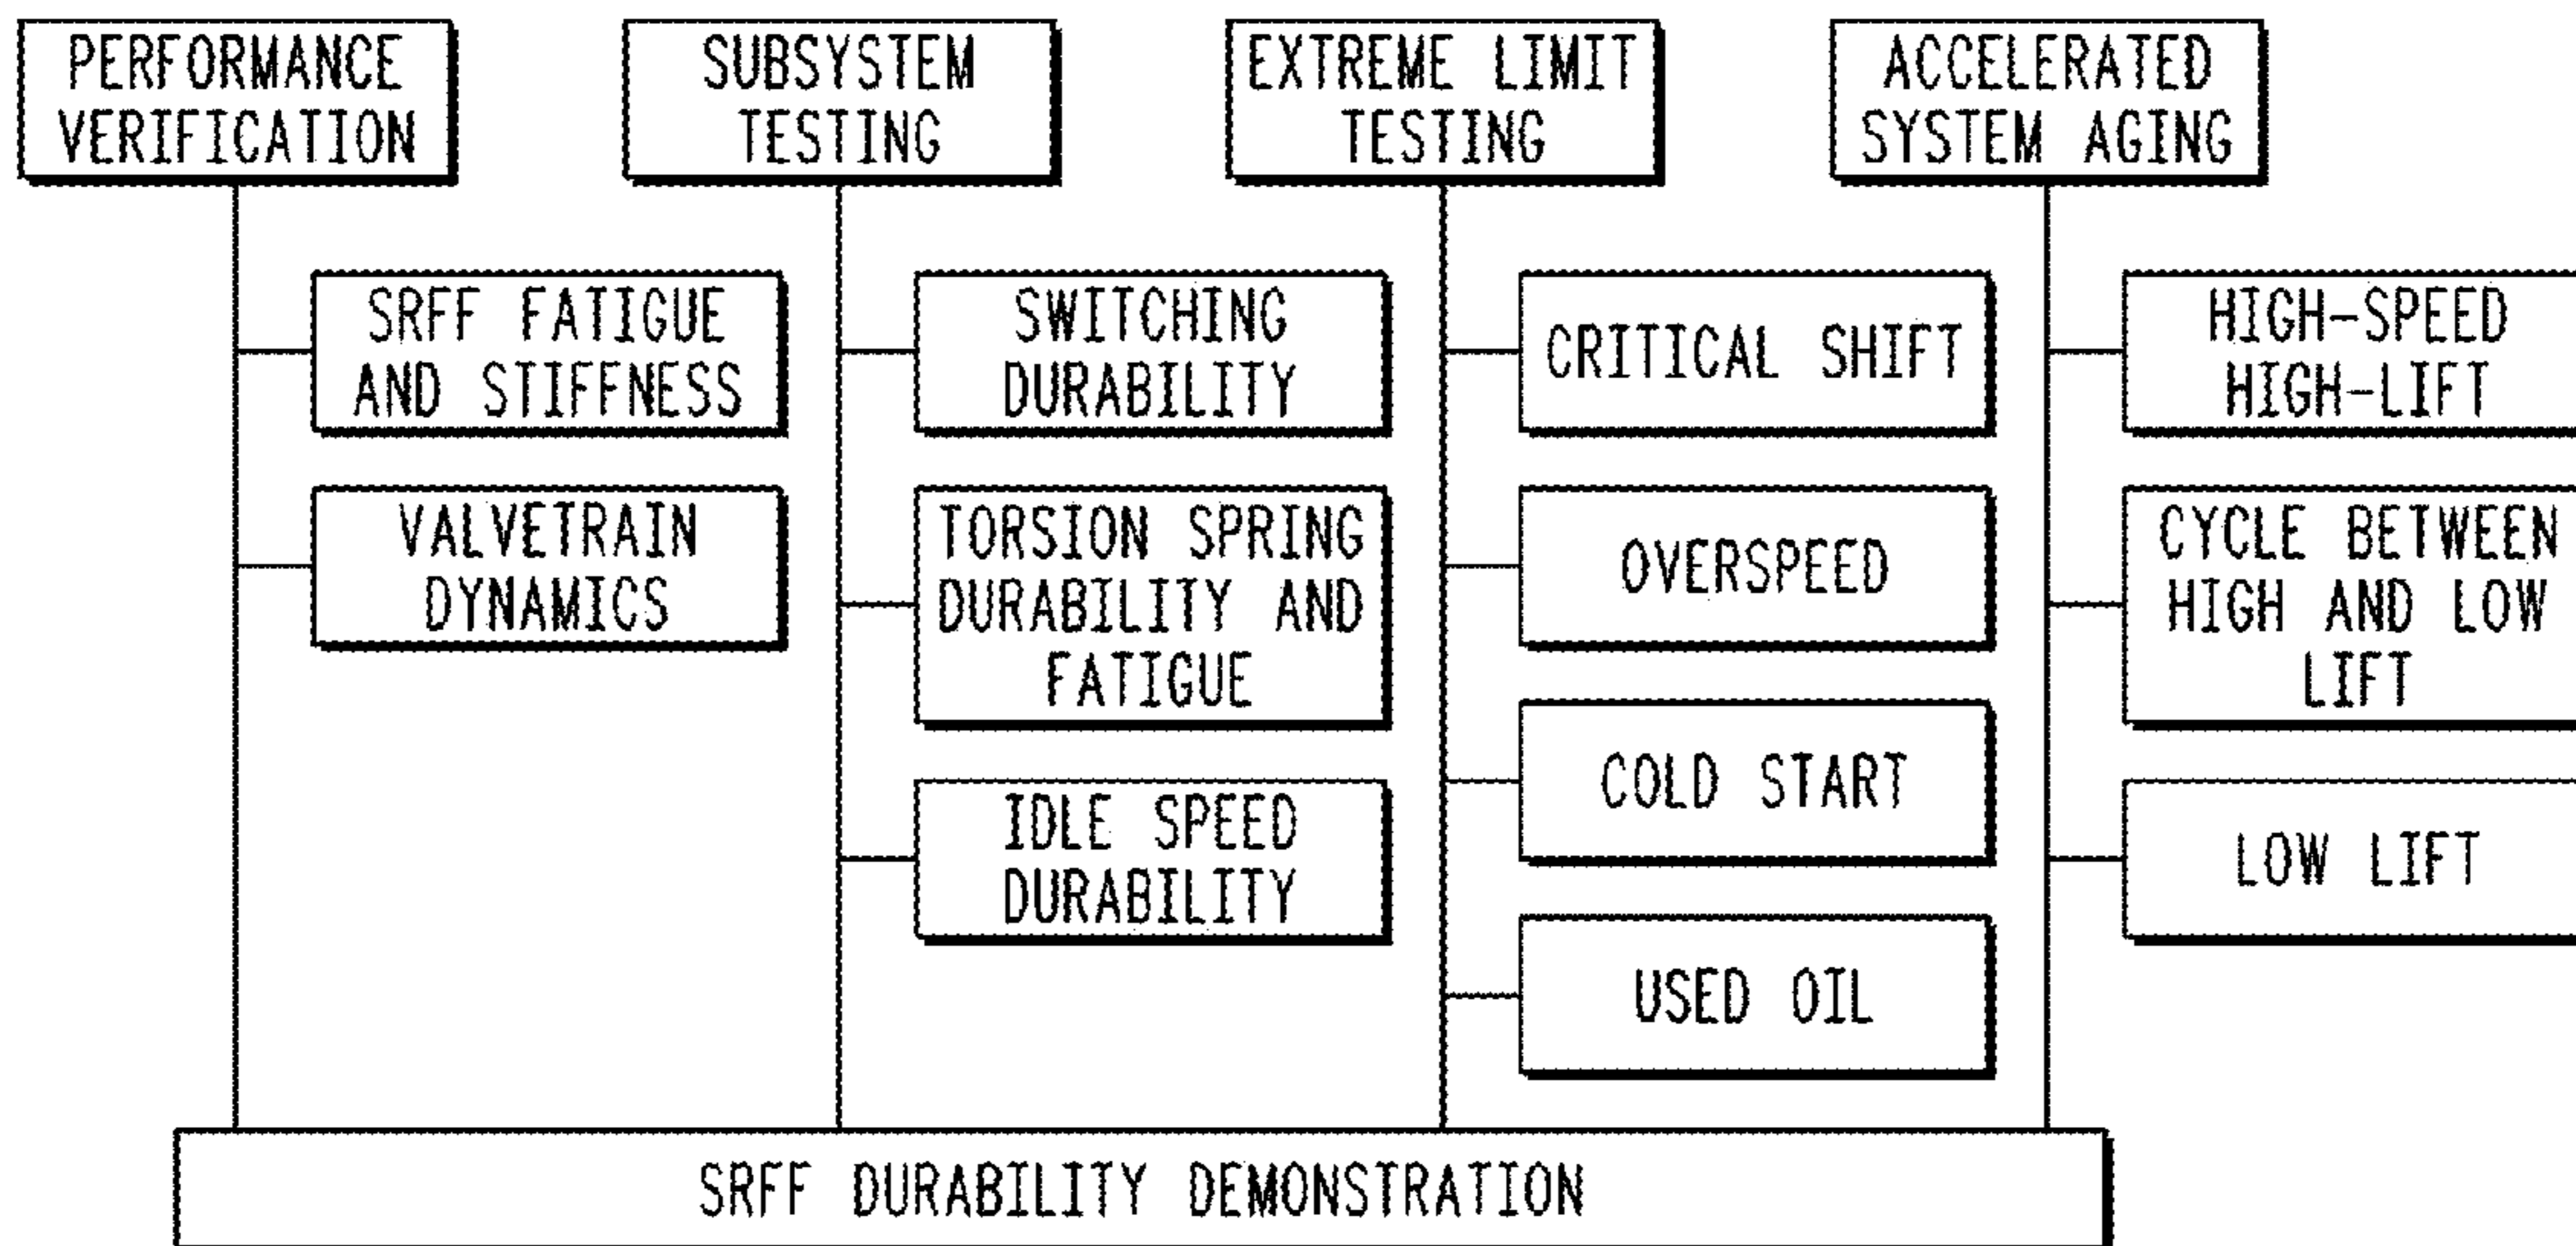 PERFORMANCE
VERIFICATION
SUBSYSTEM
TESTING
EXTREME LIMIT
TESTING
ACCELERATED
SYSTEM AGING
SRFF FATIGUE
AND STIFFNESS
VALVETRAIN
DYNAMICS
SWITCHING
DURABILITY
TORSION SPRING
DURABILITY AND
FATIGUE
IDLE SPEED
DURABILITY
CRITICAL SHIFT
OVERSPEED
COLD START
USED OIL
HIGH-SPEED
HIGH-LIFT
CYCLE BETWEEN
HIGH AND LOW
LIFT
LOW LIFT
SRFF DURABILITY DEMONSTRATION